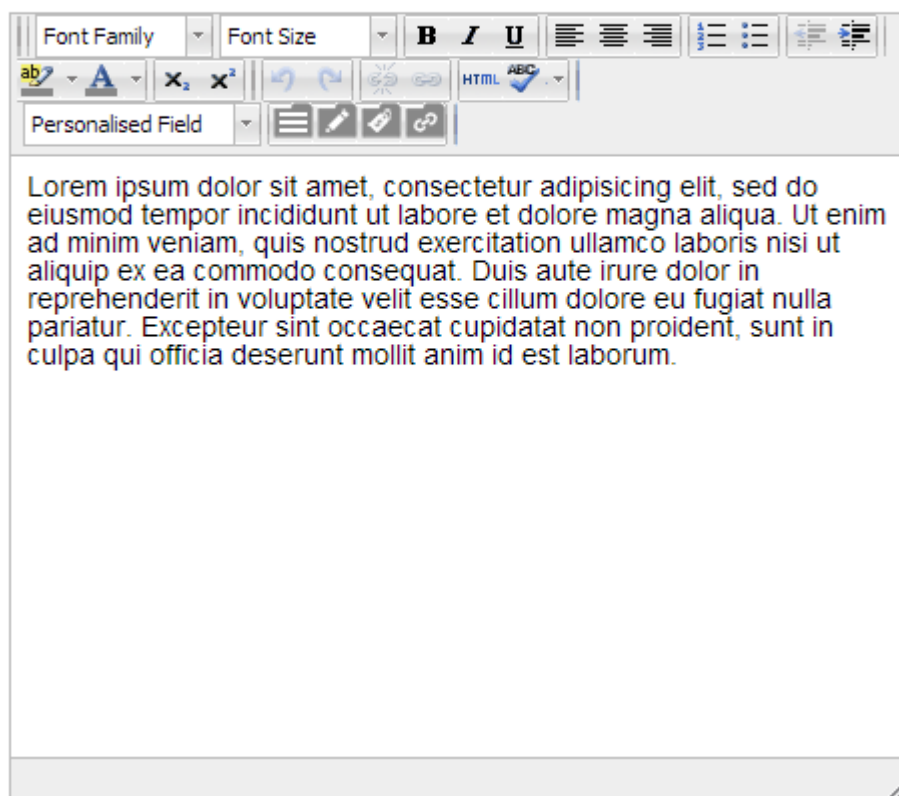 Font Family Font Size B I U
ab A x₂ x² HTML ABC
Personalised Field
Lorem ipsum dolor sit amet, consectetur adipisicing elit, sed do
eiusmod tempor incididunt ut labore et dolore magna aliqua. Ut enim
ad minim veniam, quis nostrud exercitation ullamco laboris nisi ut
aliquip ex ea commodo consequat. Duis aute irure dolor in
reprehenderit in voluptate velit esse cillum dolore eu fugiat nulla
pariatur. Excepteur sint occaecat cupidatat non proident, sunt in
culpa qui officia deserunt mollit anim id est laborum.